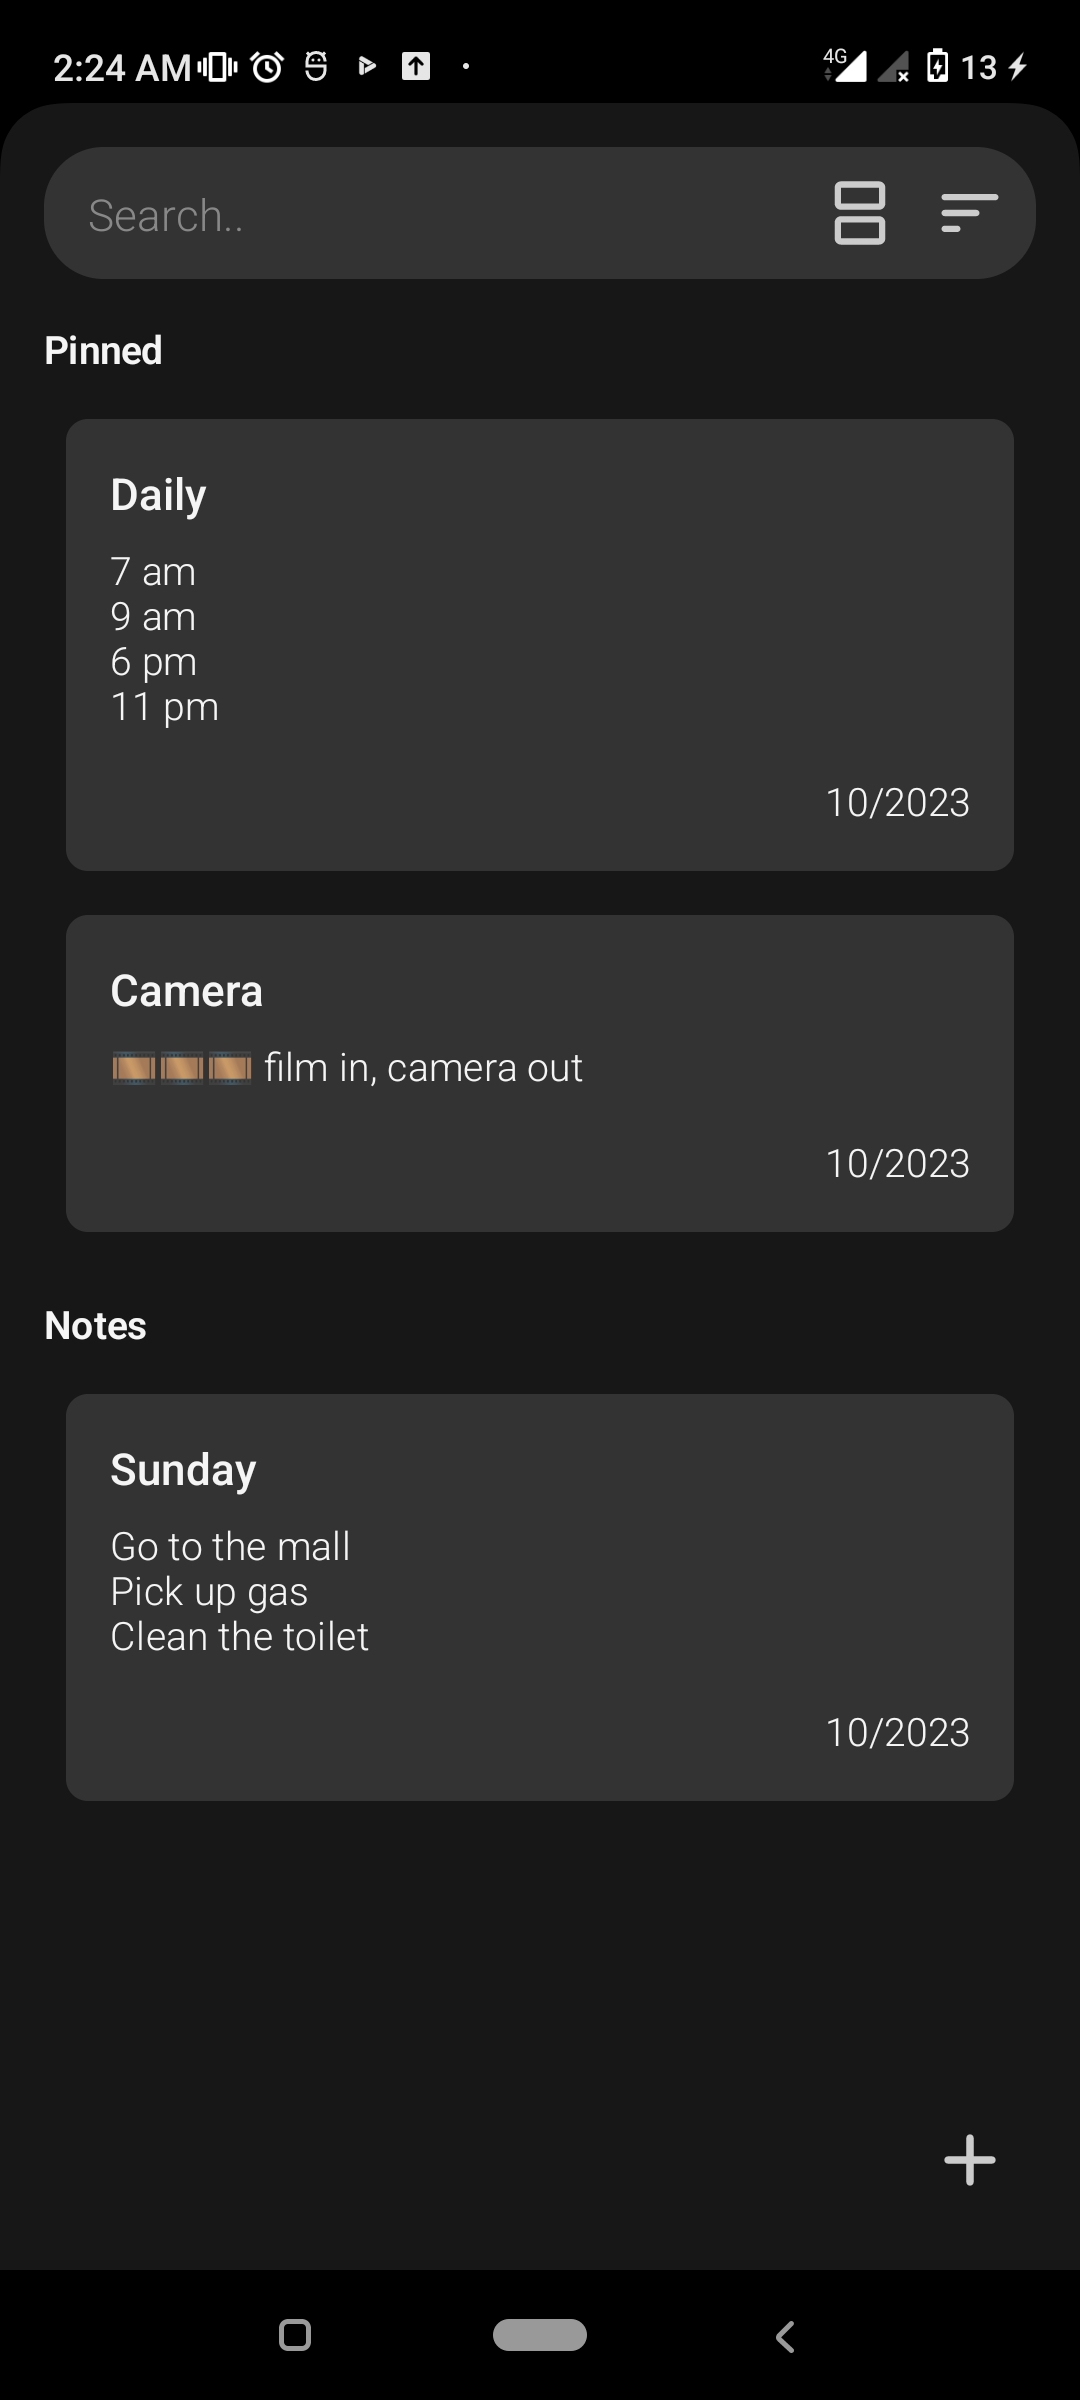 2:24 AM
4G
13
Search..
Pinned
Daily
7 am
9 am
6 pm
11 pm
10/2023
Camera
🎞️🎞️🎞️ film in, camera out
10/2023
Notes
Sunday
Go to the mall
Pick up gas
Clean the toilet
10/2023